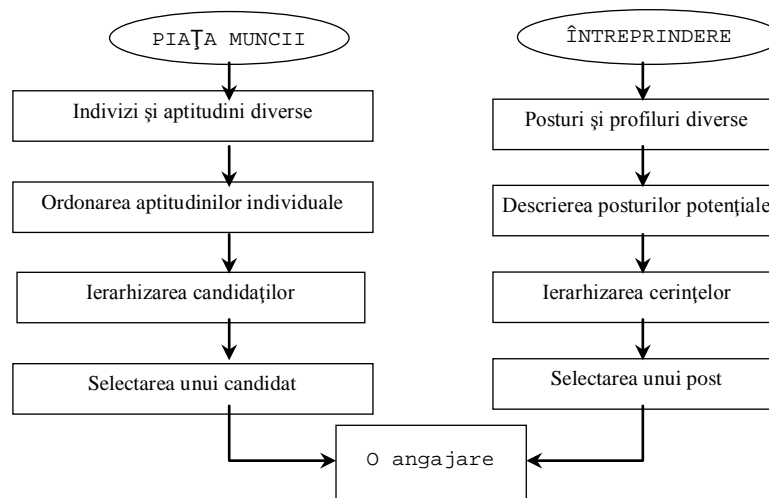 PIAŢA MUNCII
Indivizi şi aptitudini diverse
Ordonarea aptitudinilor individuale
Ierarhizarea candidaţilor
Selectarea unui candidat
ÎNTREPRINDERE
Posturi şi profiluri diverse
Descrierea posturilor potenţiale
Ierarhizarea cerinţelor
Selectarea unui post
O angajare